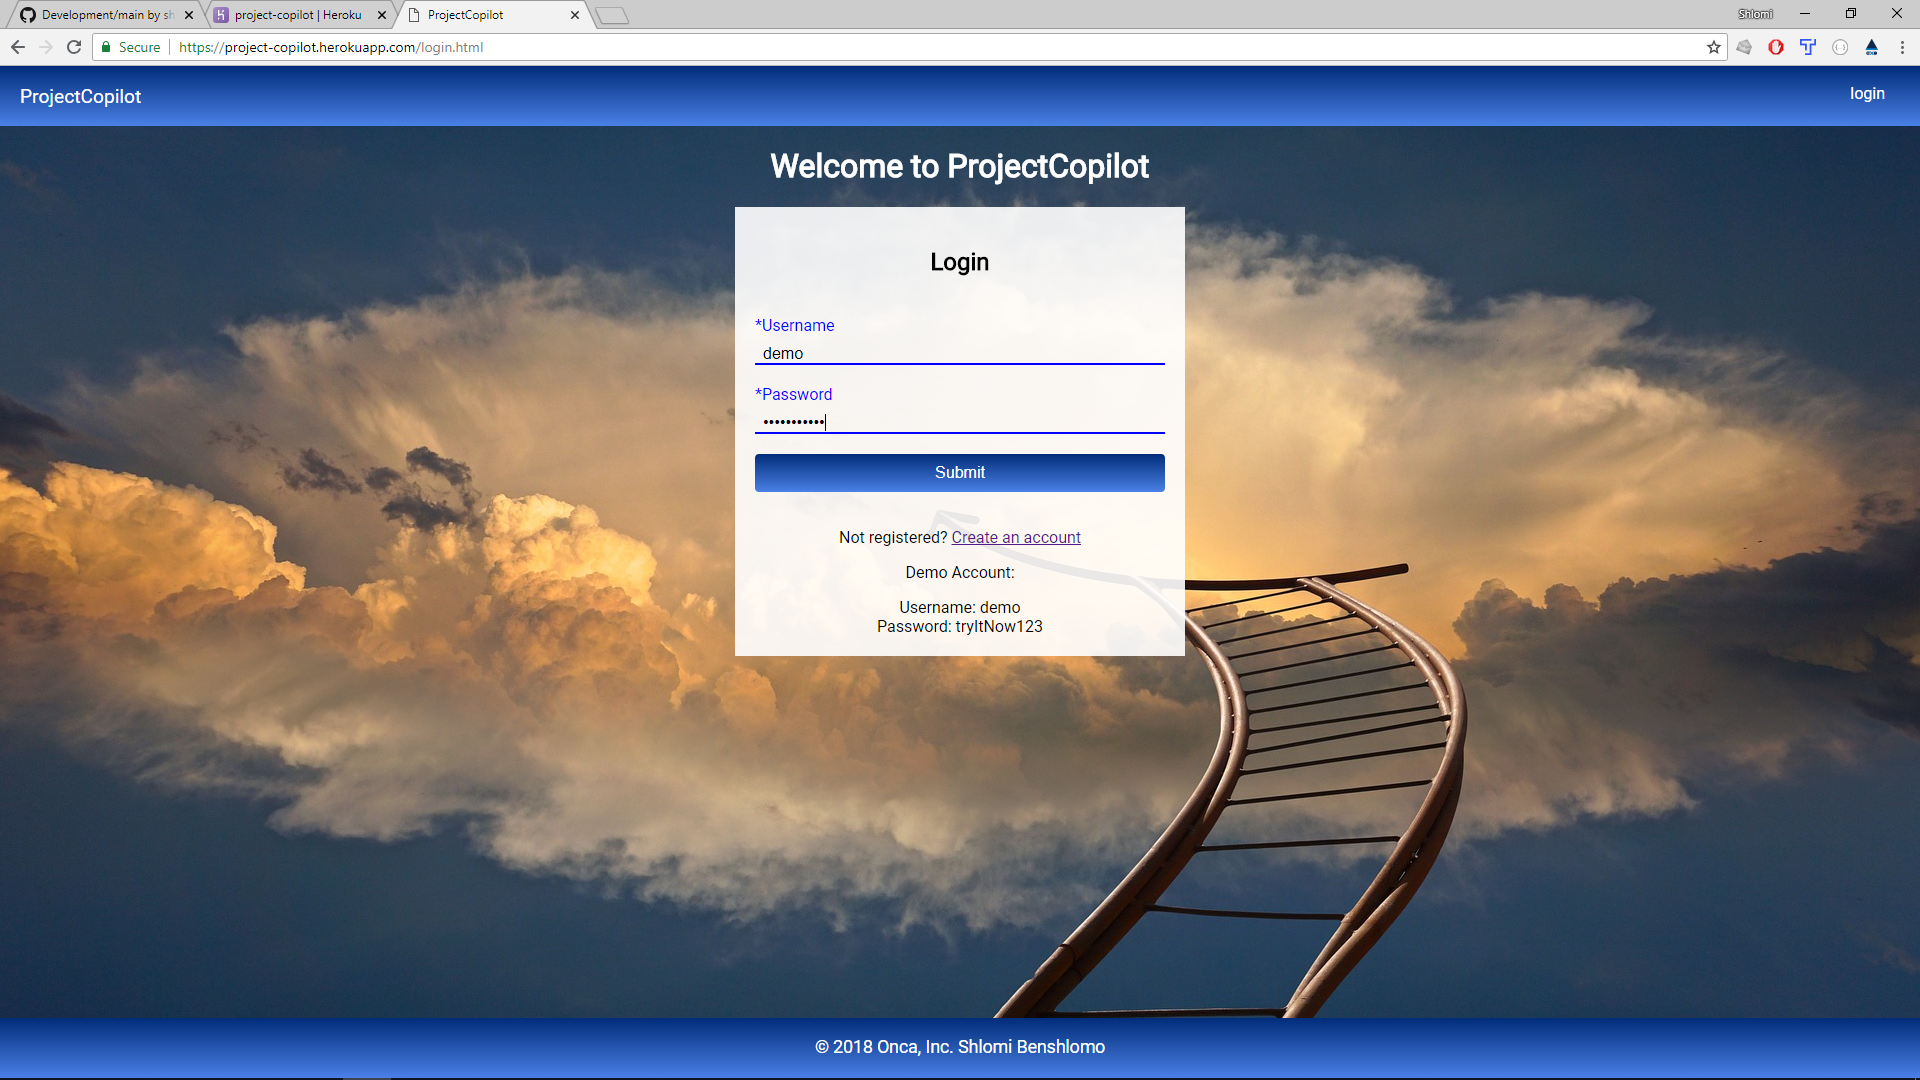 Development/main by sh
project-copilot | Heroku
ProjectCopilot
Shlomi
Secure
https://project-copilot.herokuapp.com/login.html
ProjectCopilot
login
Welcome to ProjectCopilot
Login
*Username
demo
*Password
•••••••••••
Submit
Not registered? Create an account
Demo Account:
Username: demo
Password: tryItNow123
© 2018 Onca, Inc. Shlomi Benshlomo